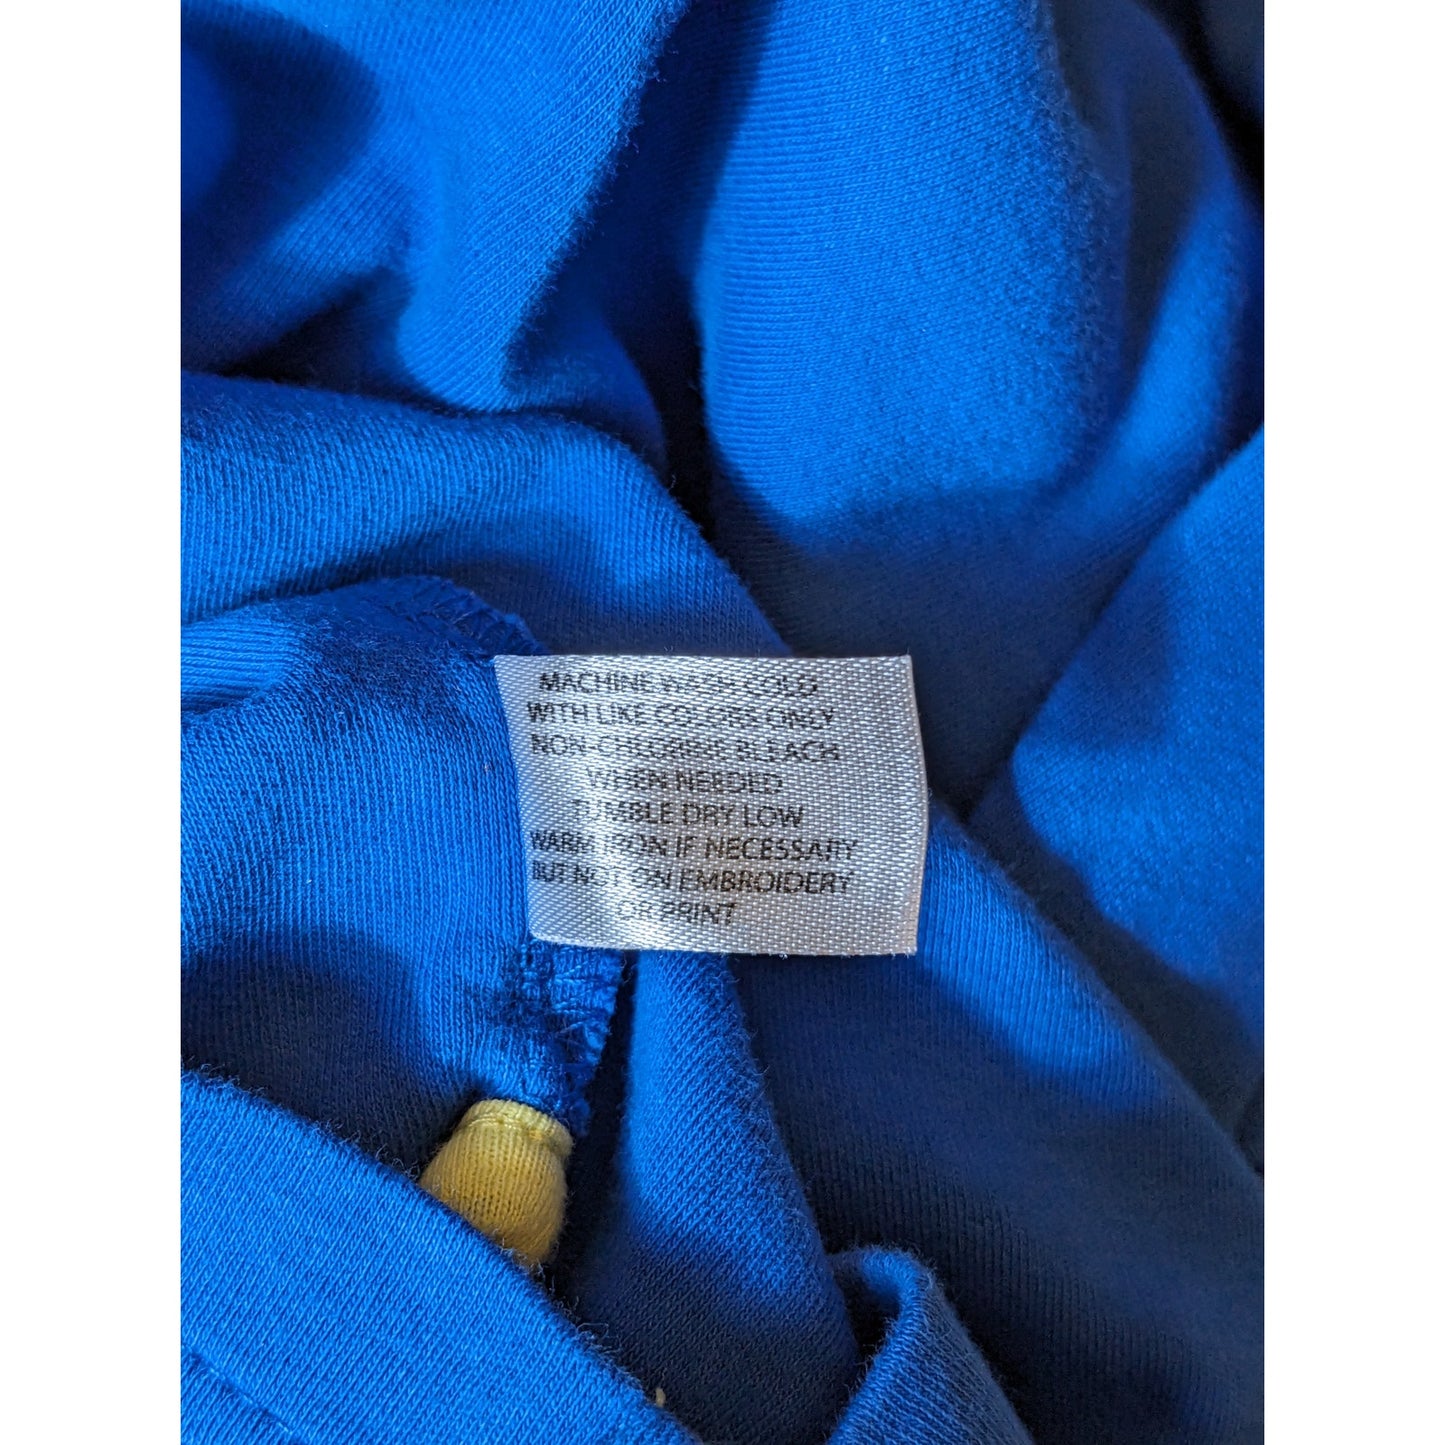 MACHINE WASH COLD
WITH LIKE COLORS ONLY
NON-CHLORINE BLEACH
WHEN NEEDED
TUMBLE DRY LOW
WARM IRON IF NECESSARY
BUT NOT ON EMBROIDERY
OR PRINT